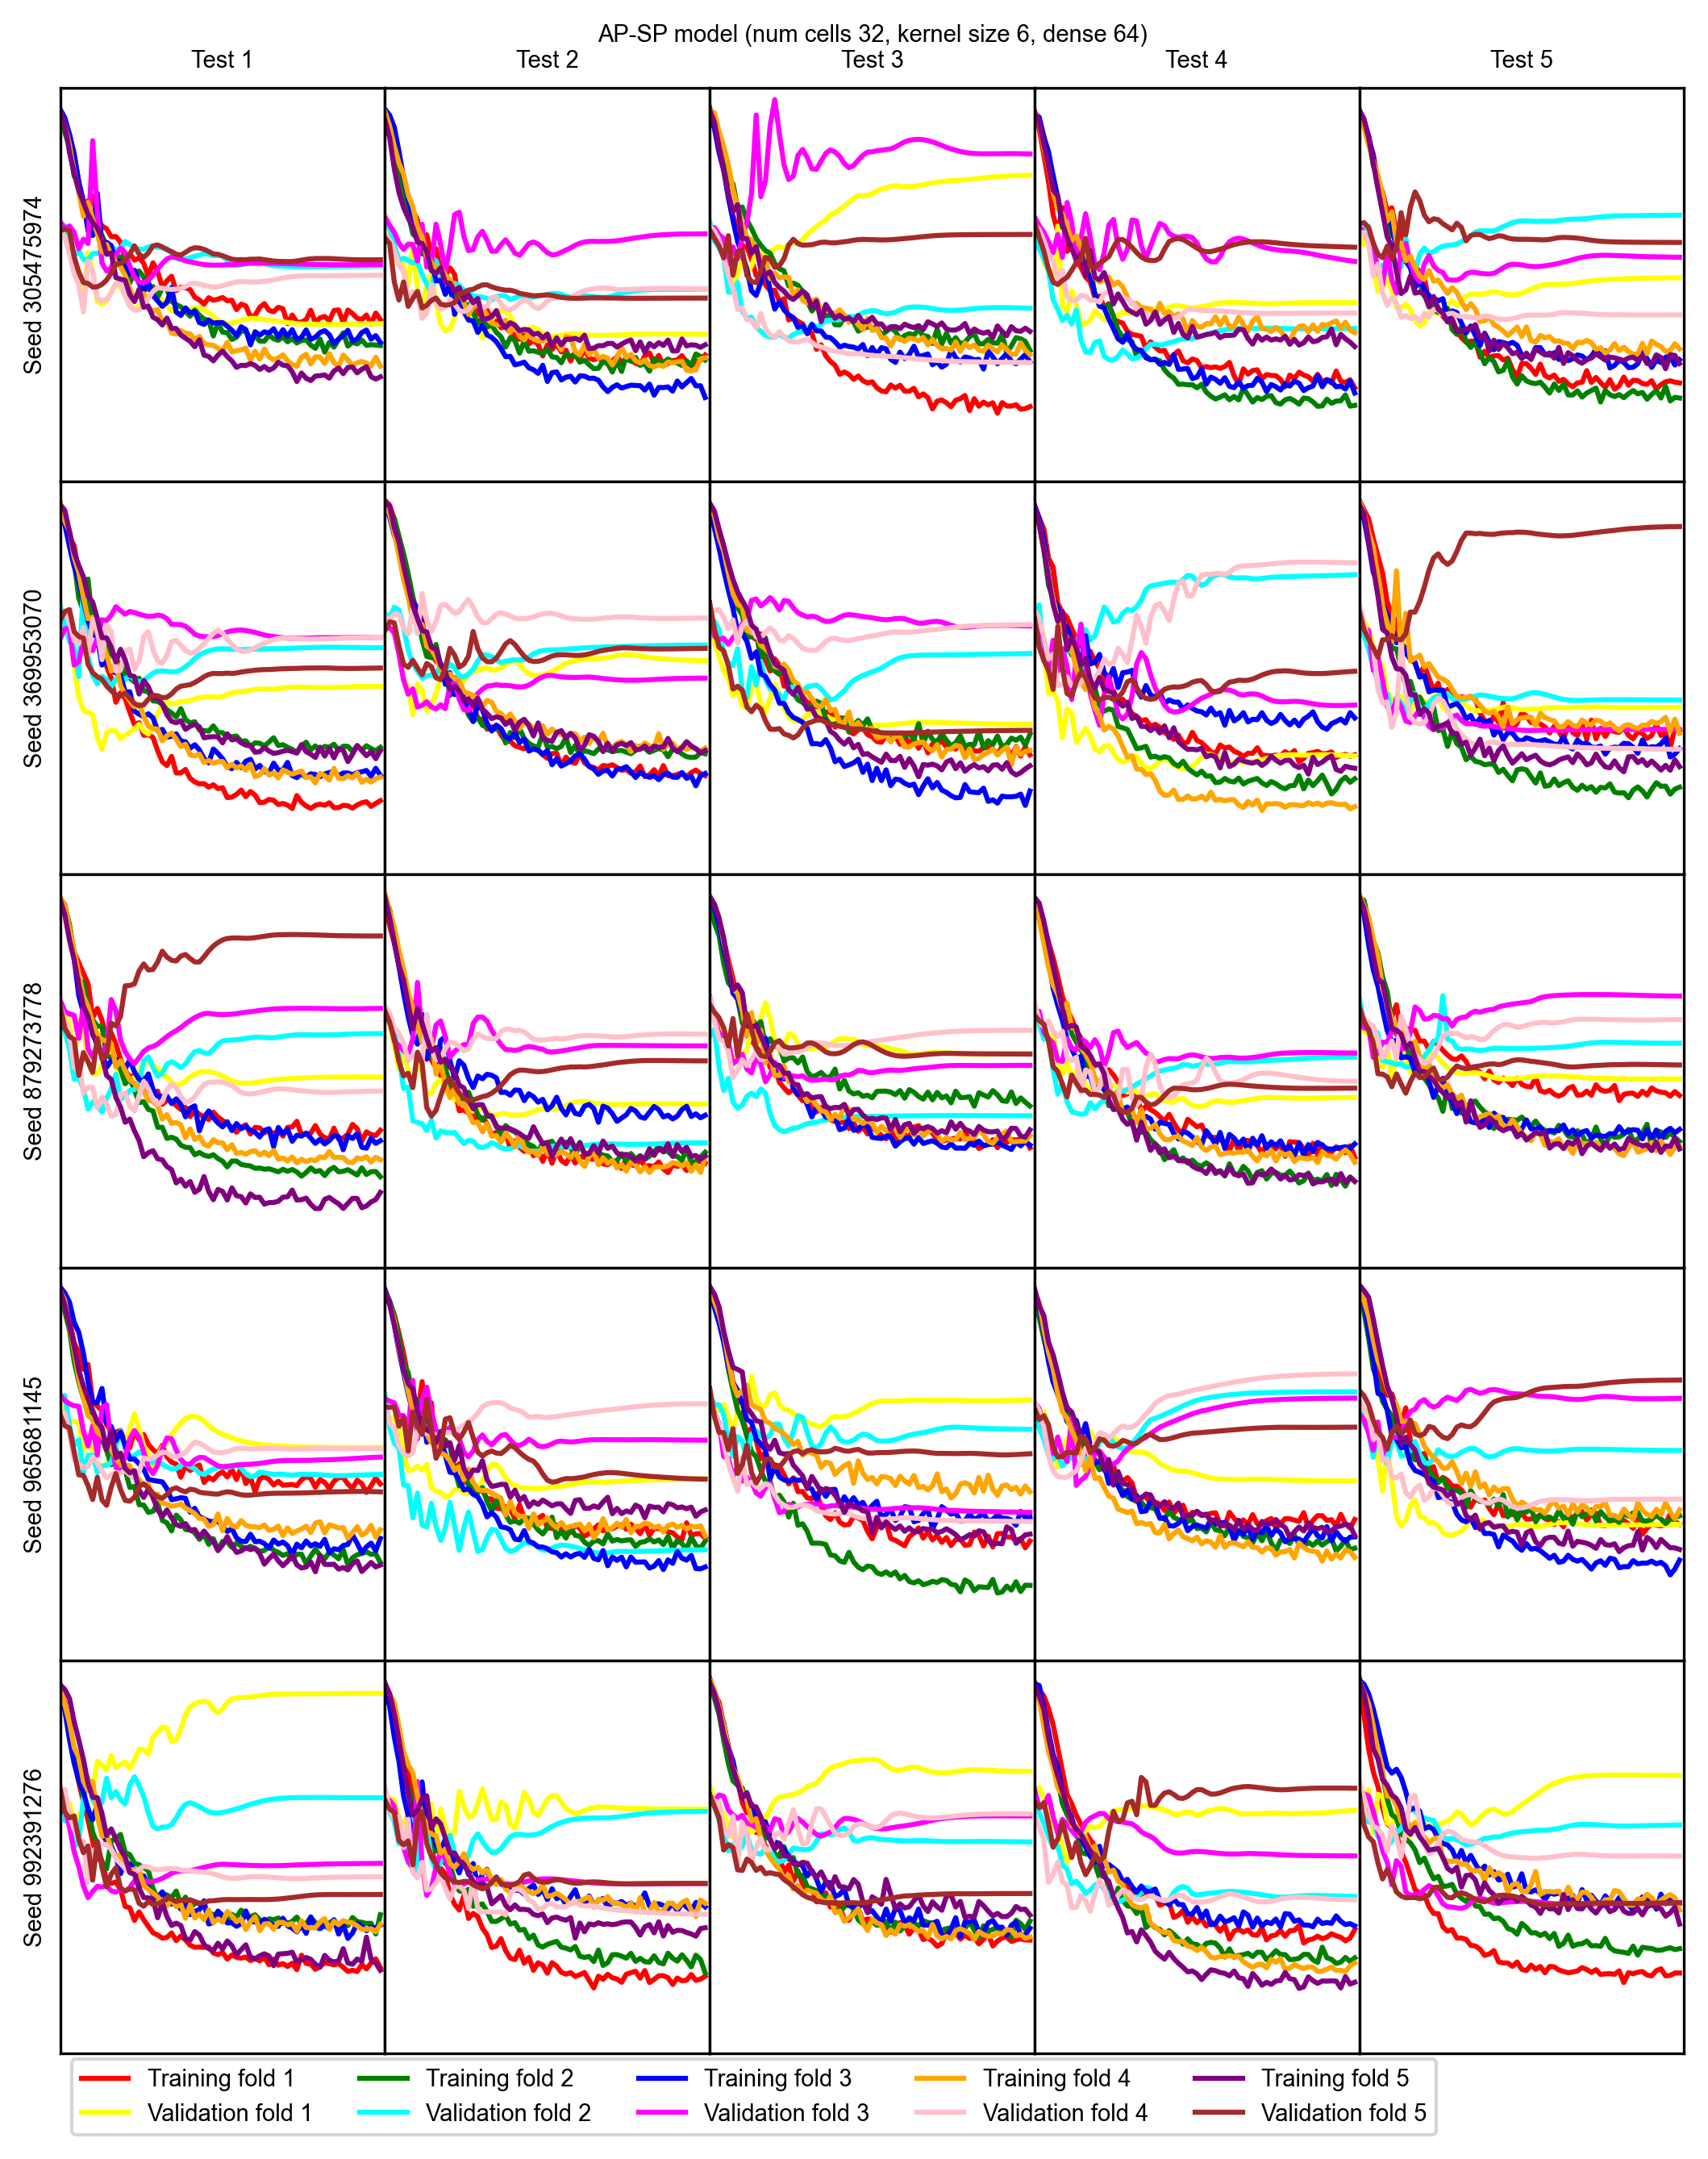 AP-SP model (num cells 32, kernel size 6, dense 64)
Test 1 Test 2 Test 3 Test 4 Test 5
Seed 3054775974
Seed 3699953070
Seed 879273778
Seed 965681145
Seed 992391276
Training fold 1 Training fold 2 Training fold 3 Training fold 4 Training fold 5
Validation fold 1 Validation fold 2 Validation fold 3 Validation fold 4 Validation fold 5